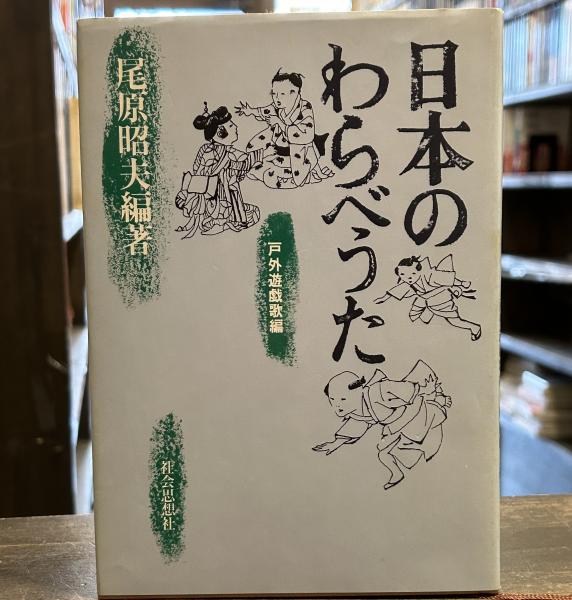 日本の
わらべうた
戸外遊戯歌編
尾原昭夫編著
社会思想社